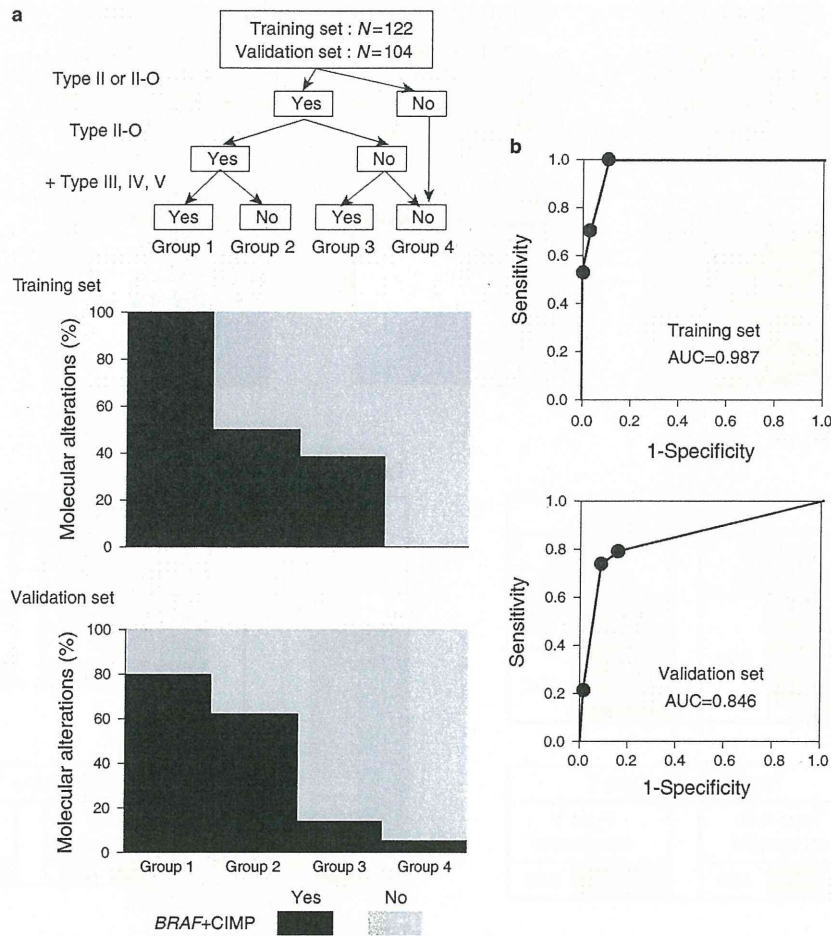 a
Training set : N=122
Validation set : N=104
Type II or II-O
Yes
No
Type II-O
Yes
No
+ Type III, IV, V
Yes
No
Yes
No
Group 1
Group 2
Group 3
Group 4
Training set
Molecular alterations (%)
100
80
60
40
20
0
Validation set
Molecular alterations (%)
100
80
60
40
20
0
Group 1
Group 2
Group 3
Group 4
Yes
No
BRAF+CIMP
b
Sensitivity
1.0
0.8
0.6
0.4
0.2
0.0
Training set
AUC=0.987
0.0
0.2
0.4
0.6
0.8
1.0
1-Specificity
Sensitivity
1.0
0.8
0.6
0.4
0.2
0.0
Validation set
AUC=0.846
0.0
0.2
0.4
0.6
0.8
1.0
1-Specificity